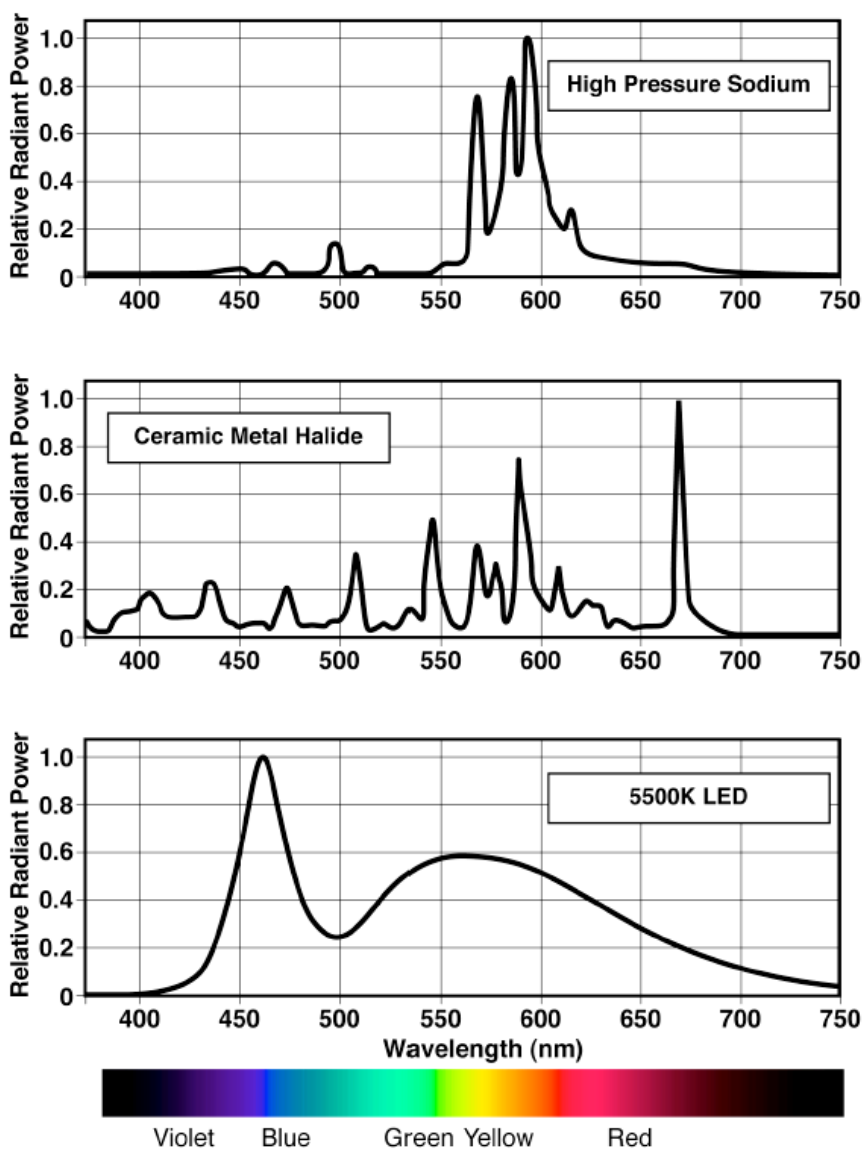 Relative Radiant Power
1.0
0.8
0.6
0.4
0.2
0
High Pressure Sodium
400 450 500 550 600 650 700 750
Relative Radiant Power
1.0
0.8
0.6
0.4
0.2
0
Ceramic Metal Halide
400 450 500 550 600 650 700 750
Relative Radiant Power
1.0
0.8
0.6
0.4
0.2
0
5500K LED
400 450 500 550 600 650 700 750
Wavelength (nm)
Violet Blue Green Yellow Red